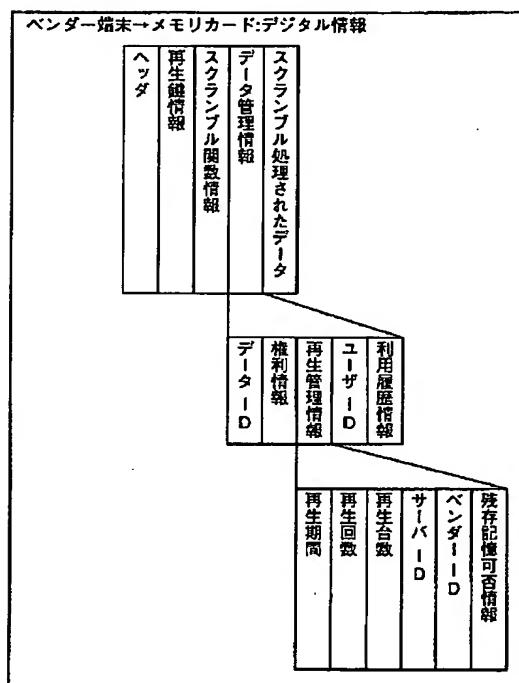 ベンダー端末→メモリカード:デジタル情報
ヘッダ
再生鍵情報
スクランブル関数情報
データ管理情報
スクランブル処理されたデータ
データID
権利情報
再生管理情報
ユーザID
利用履歴情報
再生期間
再生回数
再生台数
サーバID
ベンダーID
残存記憶可否情報